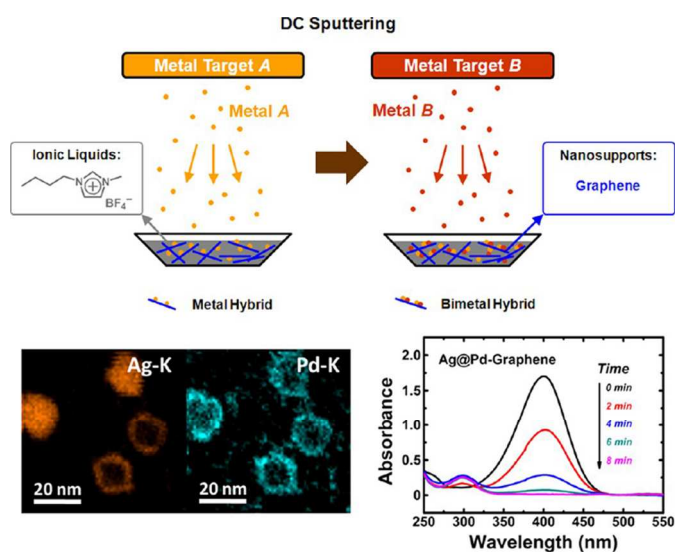 DC Sputtering
Metal Target A
Metal Target B
Metal A
Metal B
Ionic Liquids:
N
+
N
BF4−
Nanosupports:
Graphene
Metal Hybrid
Bimetal Hybrid
Ag-K
20 nm
Pd-K
20 nm
Ag@Pd-Graphene
Time
0 min
2 min
4 min
6 min
8 min
Absorbance
2.0
1.5
1.0
0.5
0
250 300 350 400 450 500 550
Wavelength (nm)